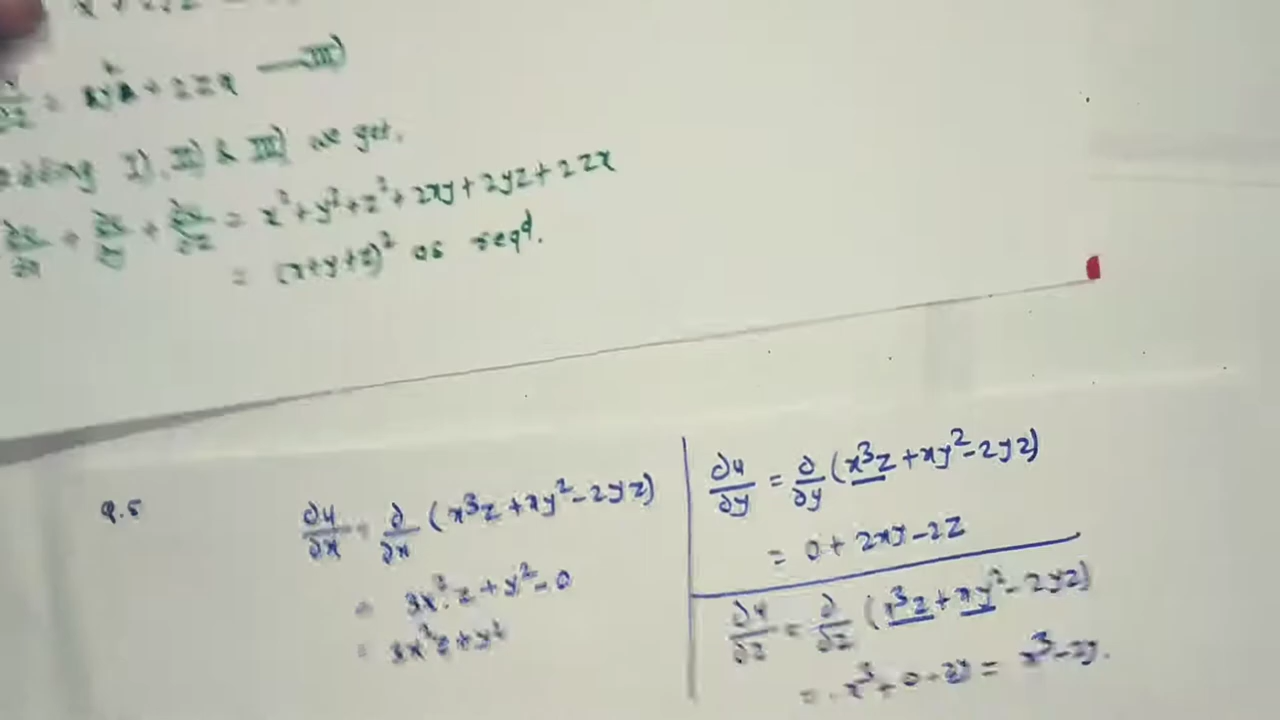 ∂z = y² + 2zx — III)
adding I), II) & III) we get.
∂u/∂x + ∂u/∂y + ∂u/∂z = x²+y²+z²+2xy+2yz+2zx
= (x+y+z)² as reqd.
Q.5
∂u/∂x = ∂/∂x (x³z + xy² - 2yz)
= 3x².z + y² - 0
= 3x²z + y²
∂u/∂y = ∂/∂y (x³z + xy² - 2yz)
= 0 + 2xy - 2z
∂u/∂z = ∂/∂z (x³z + xy² - 2yz)
= x³ + 0 - 2y = x³ - 2y.